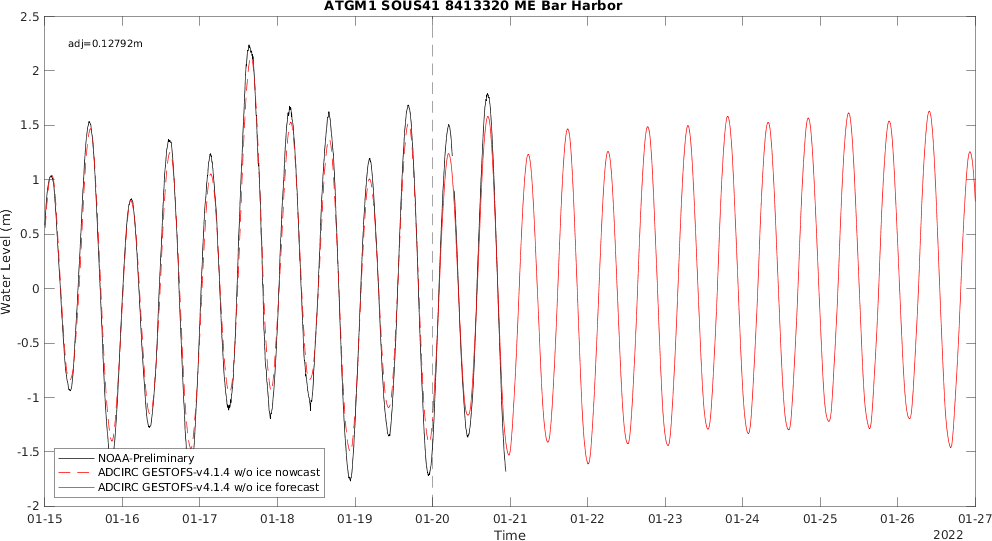 ATGM1 SOUS41 8413320 ME Bar Harbor
adj=0.12792m
Water Level (m)
2.5
2
1.5
1
0.5
0
-0.5
-1
-1.5
-2
NOAA-Preliminary
ADCIRC GESTOFS-v4.1.4 w/o ice nowcast
ADCIRC GESTOFS-v4.1.4 w/o ice forecast
01-15 01-16 01-17 01-18 01-19 01-20 01-21 01-22 01-23 01-24 01-25 01-26 01-27
Time
2022